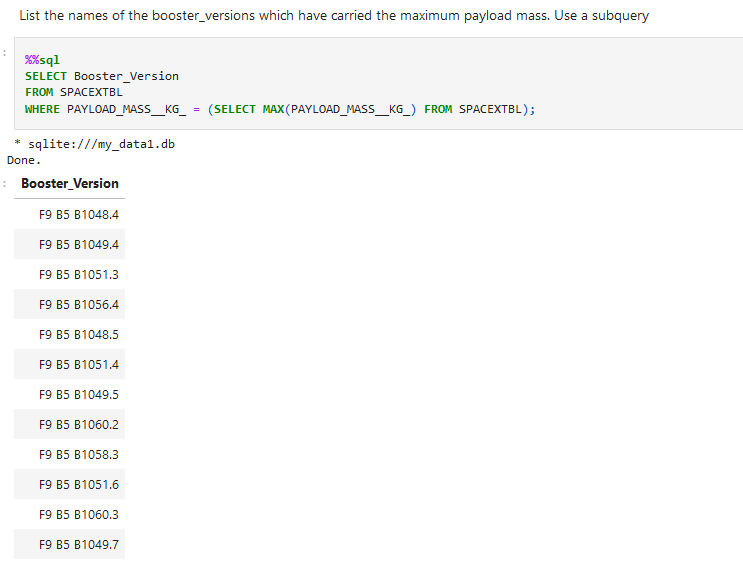 List the names of the booster_versions which have carried the maximum payload mass. Use a subquery
:
%%sql
SELECT Booster_Version
FROM SPACEXTBL
WHERE PAYLOAD_MASS__KG_ = (SELECT MAX(PAYLOAD_MASS__KG_) FROM SPACEXTBL);
* sqlite:///my_data1.db
Done.
:
Booster_Version
F9 B5 B1048.4
F9 B5 B1049.4
F9 B5 B1051.3
F9 B5 B1056.4
F9 B5 B1048.5
F9 B5 B1051.4
F9 B5 B1049.5
F9 B5 B1060.2
F9 B5 B1058.3
F9 B5 B1051.6
F9 B5 B1060.3
F9 B5 B1049.7